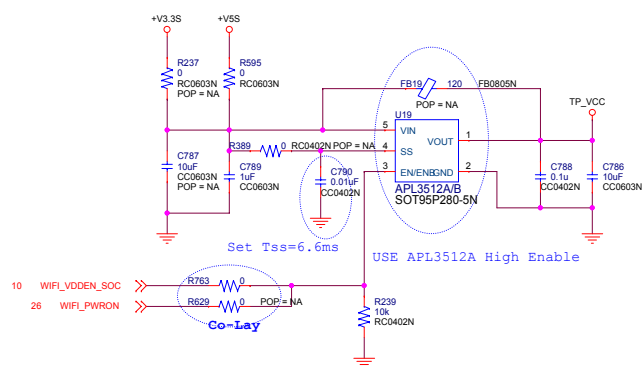 +V3.3S
+V5S
R237
0
RC0603N
POP = NA
R595
0
RC0603N
FB19
120
FB0805N
POP = NA
U19
TP_VCC
5
VIN
VOUT
1
R389
0
RC0402N
POP = NA
4
SS
3
EN/ENB
GND
2
APL3512A/B
SOT95P280-5N
C787
10uF
CC0603N
POP = NA
C789
1uF
CC0603N
C790
0.01uF
CC0402N
C788
0.1u
CC0402N
C786
10uF
CC0603N
Set Tss=6.6ms
USE APL3512A High Enable
10
WIFI_VDDEN_SOC
R763
0
26
WIFI_PWRON
R629
0
POP = NA
Co-Lay
R239
10k
RC0402N